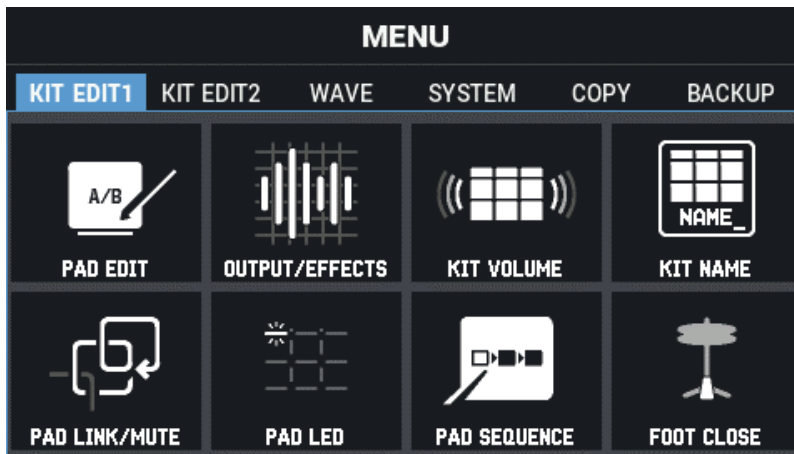 MENU
KIT EDIT1 KIT EDIT2 WAVE SYSTEM COPY BACKUP
A/B
NAME_
PAD EDIT OUTPUT/EFFECTS KIT VOLUME KIT NAME
PAD LINK/MUTE PAD LED PAD SEQUENCE FOOT CLOSE